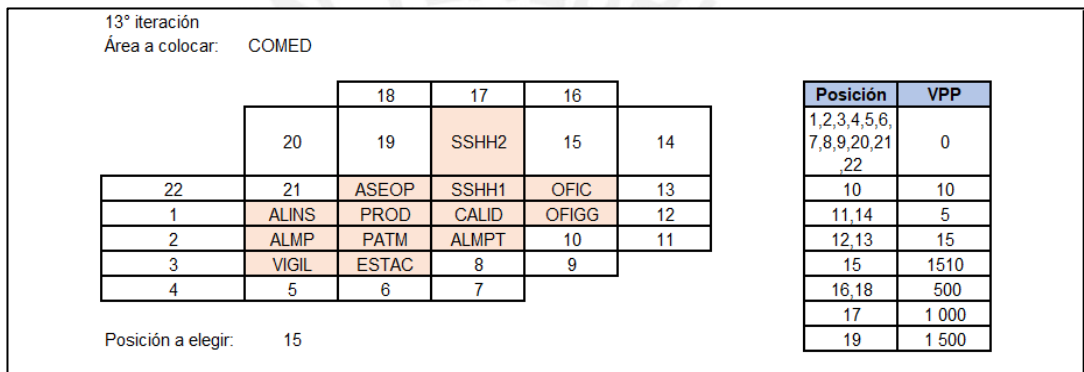 13° iteración
Área a colocar: COMED
18 17 16
20 19 SSHH2 15 14
22 21 ASEOP SSHH1 OFIC 13
1 ALINS PROD CALID OFIGG 12
2 ALMP PATM ALMPT 10 11
3 VIGIL ESTAC 8 9
4 5 6 7
Posición a elegir: 15
Posición VPP
1,2,3,4,5,6,
7,8,9,20,21
,22
0
10 10
11,14 5
12,13 15
15 1510
16,18 500
17 1 000
19 1 500